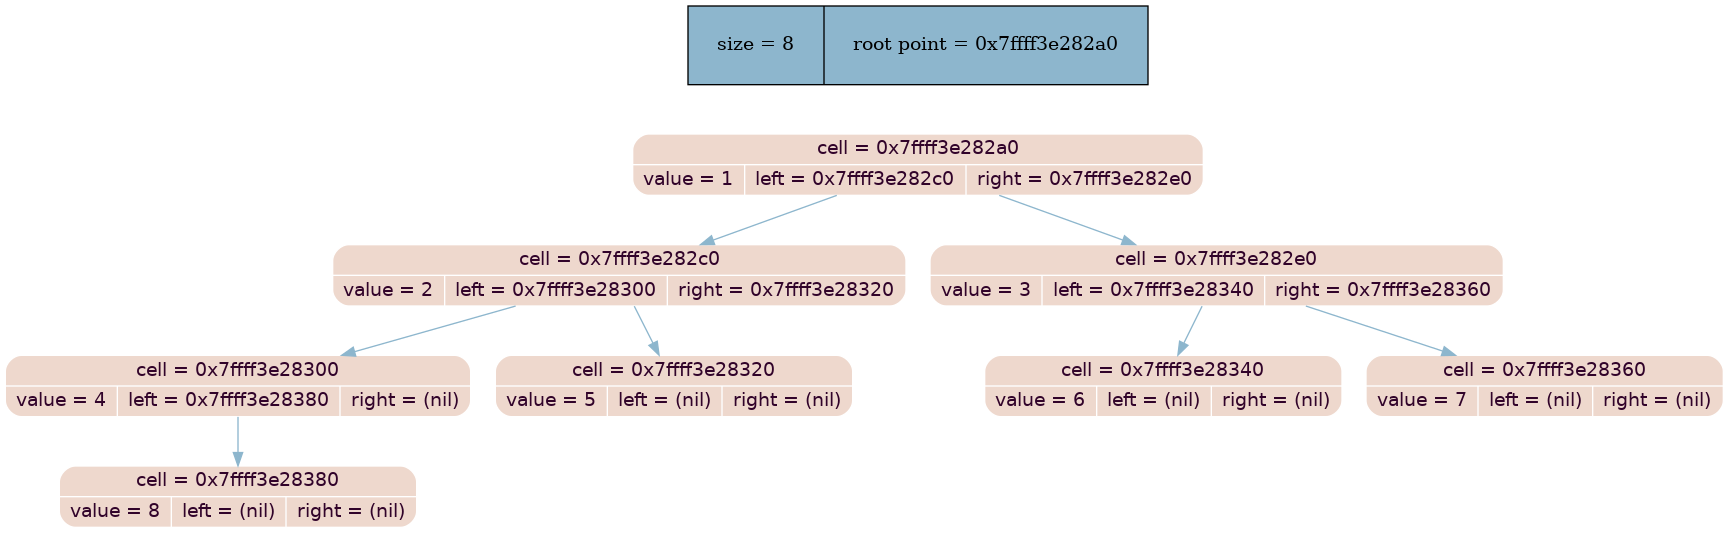 size = 8 root point = 0x7ffff3e282a0
cell = 0x7ffff3e282a0
value = 1 left = 0x7ffff3e282c0 right = 0x7ffff3e282e0
cell = 0x7ffff3e282c0
value = 2 left = 0x7ffff3e28300 right = 0x7ffff3e28320
cell = 0x7ffff3e282e0
value = 3 left = 0x7ffff3e28340 right = 0x7ffff3e28360
cell = 0x7ffff3e28300
value = 4 left = 0x7ffff3e28380 right = (nil)
cell = 0x7ffff3e28320
value = 5 left = (nil) right = (nil)
cell = 0x7ffff3e28340
value = 6 left = (nil) right = (nil)
cell = 0x7ffff3e28360
value = 7 left = (nil) right = (nil)
cell = 0x7ffff3e28380
value = 8 left = (nil) right = (nil)